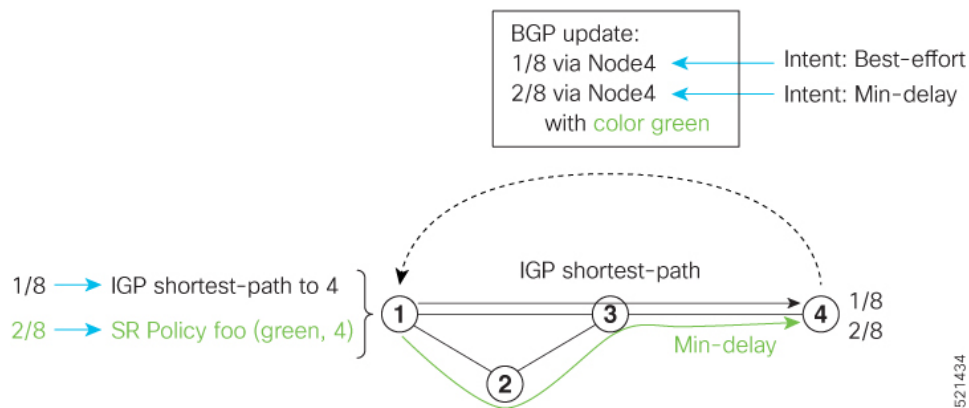 BGP update:
1/8 via Node4
Intent: Best-effort
2/8 via Node4
Intent: Min-delay
with color green
1/8
IGP shortest-path to 4
2/8
SR Policy foo (green, 4)
IGP shortest-path
1
3
4
1/8
2/8
Min-delay
2
521434